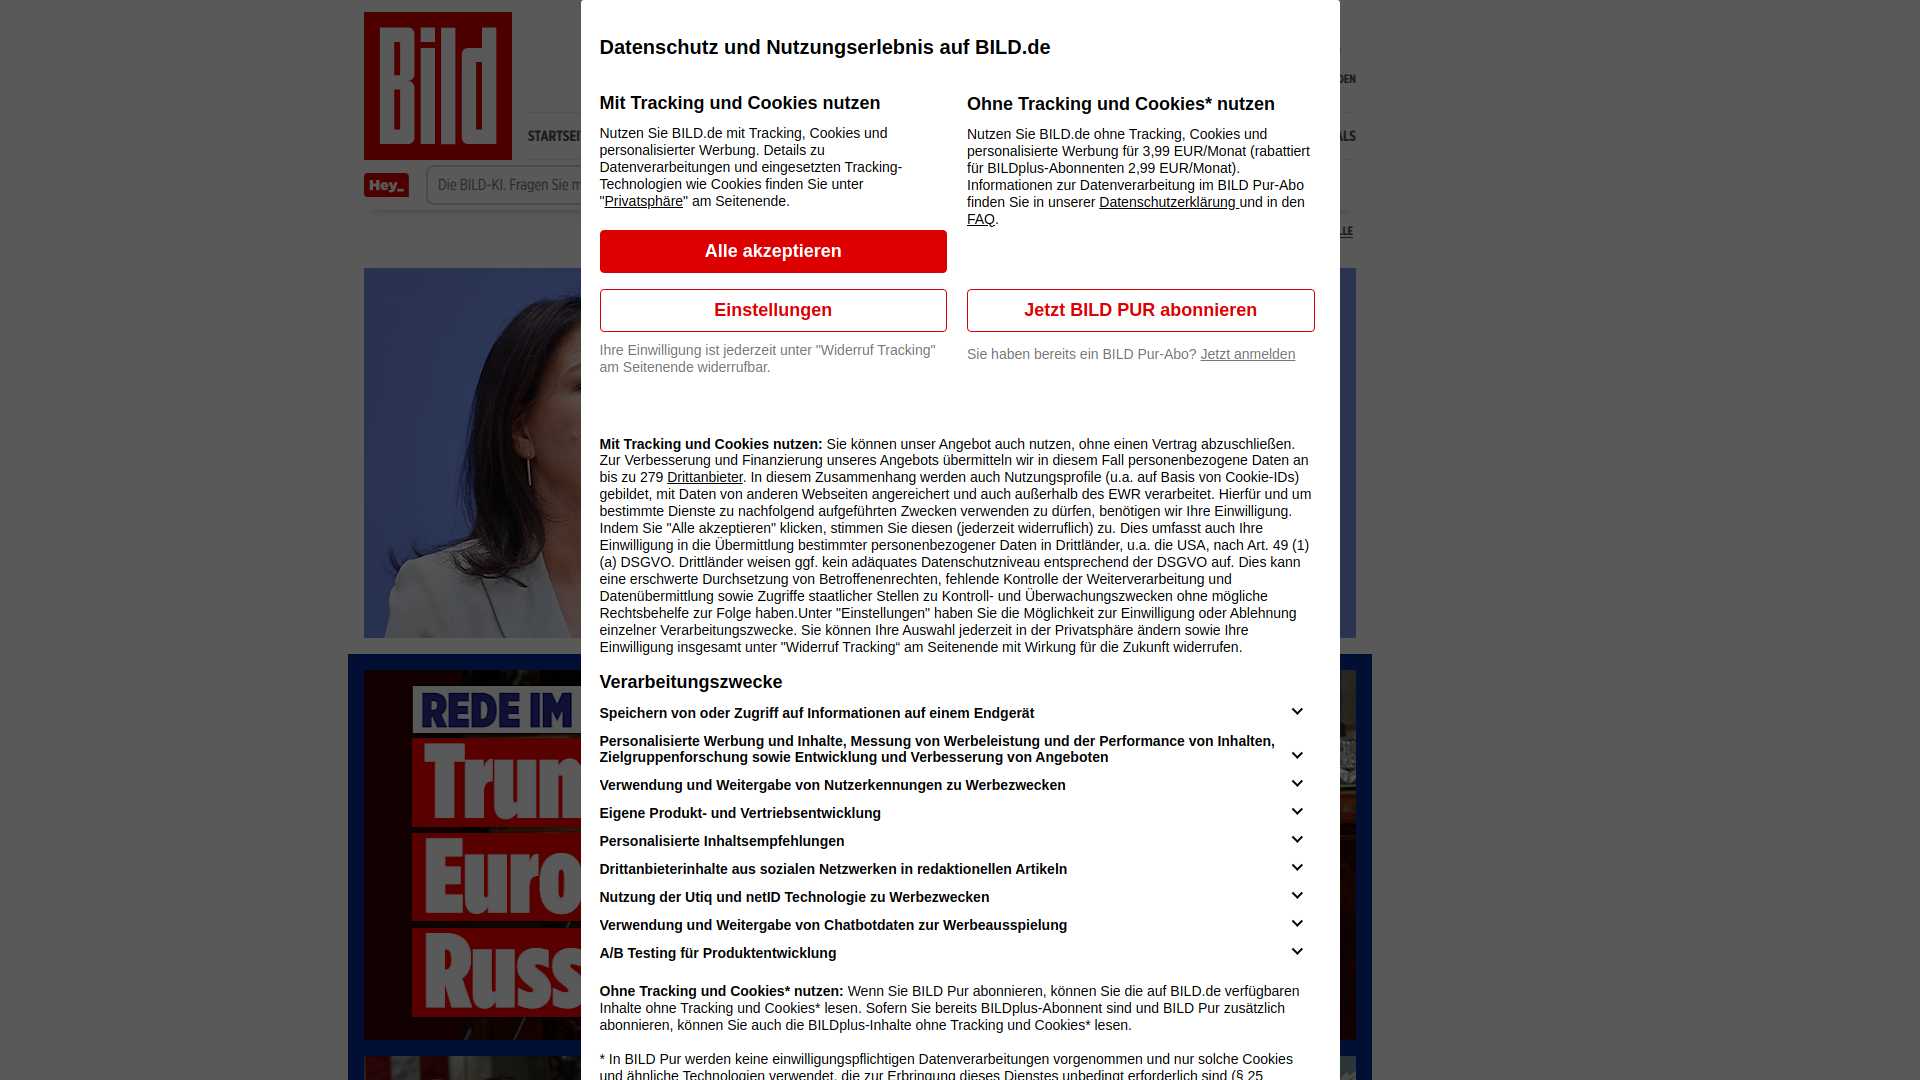 Bild
DEN
STARTSEI
ALS
Hey_
Die BILD-KI. Fragen Sie m
LLE
REDE IM
Trum
Euro
Russ
Datenschutz und Nutzungserlebnis auf BILD.de
Mit Tracking und Cookies nutzen
Nutzen Sie BILD.de mit Tracking, Cookies und
personalisierter Werbung. Details zu
Datenverarbeitungen und eingesetzten Tracking-
Technologien wie Cookies finden Sie unter
"Privatsphäre" am Seitenende.
Alle akzeptieren
Einstellungen
Ihre Einwilligung ist jederzeit unter "Widerruf Tracking"
am Seitenende widerrufbar.
Ohne Tracking und Cookies* nutzen
Nutzen Sie BILD.de ohne Tracking, Cookies und
personalisierte Werbung für 3,99 EUR/Monat (rabattiert
für BILDplus-Abonnenten 2,99 EUR/Monat).
Informationen zur Datenverarbeitung im BILD Pur-Abo
finden Sie in unserer Datenschutzerklärung und in den
FAQ.
Jetzt BILD PUR abonnieren
Sie haben bereits ein BILD Pur-Abo? Jetzt anmelden
Mit Tracking und Cookies nutzen: Sie können unser Angebot auch nutzen, ohne einen Vertrag abzuschließen.
Zur Verbesserung und Finanzierung unseres Angebots übermitteln wir in diesem Fall personenbezogene Daten an
bis zu 279 Drittanbieter. In diesem Zusammenhang werden auch Nutzungsprofile (u.a. auf Basis von Cookie-IDs)
gebildet, mit Daten von anderen Webseiten angereichert und auch außerhalb des EWR verarbeitet. Hierfür und um
bestimmte Dienste zu nachfolgend aufgeführten Zwecken verwenden zu dürfen, benötigen wir Ihre Einwilligung.
Indem Sie "Alle akzeptieren" klicken, stimmen Sie diesen (jederzeit widerruflich) zu. Dies umfasst auch Ihre
Einwilligung in die Übermittlung bestimmter personenbezogener Daten in Drittländer, u.a. die USA, nach Art. 49 (1)
(a) DSGVO. Drittländer weisen ggf. kein adäquates Datenschutzniveau entsprechend der DSGVO auf. Dies kann
eine erschwerte Durchsetzung von Betroffenenrechten, fehlende Kontrolle der Weiterverarbeitung und
Datenübermittlung sowie Zugriffe staatlicher Stellen zu Kontroll- und Überwachungszwecken ohne mögliche
Rechtsbehelfe zur Folge haben.Unter "Einstellungen" haben Sie die Möglichkeit zur Einwilligung oder Ablehnung
einzelner Verarbeitungszwecke. Sie können Ihre Auswahl jederzeit in der Privatsphäre ändern sowie Ihre
Einwilligung insgesamt unter "Widerruf Tracking“ am Seitenende mit Wirkung für die Zukunft widerrufen.
Verarbeitungszwecke
Speichern von oder Zugriff auf Informationen auf einem Endgerät
Personalisierte Werbung und Inhalte, Messung von Werbeleistung und der Performance von Inhalten,
Zielgruppenforschung sowie Entwicklung und Verbesserung von Angeboten
Verwendung und Weitergabe von Nutzerkennungen zu Werbezwecken
Eigene Produkt- und Vertriebsentwicklung
Personalisierte Inhaltsempfehlungen
Drittanbieterinhalte aus sozialen Netzwerken in redaktionellen Artikeln
Nutzung der Utiq und netID Technologie zu Werbezwecken
Verwendung und Weitergabe von Chatbotdaten zur Werbeausspielung
A/B Testing für Produktentwicklung
Ohne Tracking und Cookies* nutzen: Wenn Sie BILD Pur abonnieren, können Sie die auf BILD.de verfügbaren
Inhalte ohne Tracking und Cookies* lesen. Sofern Sie bereits BILDplus-Abonnent sind und BILD Pur zusätzlich
abonnieren, können Sie auch die BILDplus-Inhalte ohne Tracking und Cookies* lesen.
* In BILD Pur werden keine einwilligungspflichtigen Datenverarbeitungen vorgenommen und nur solche Cookies
und ähnliche Technologien verwendet, die zur Erbringung dieses Dienstes unbedingt erforderlich sind (§ 25